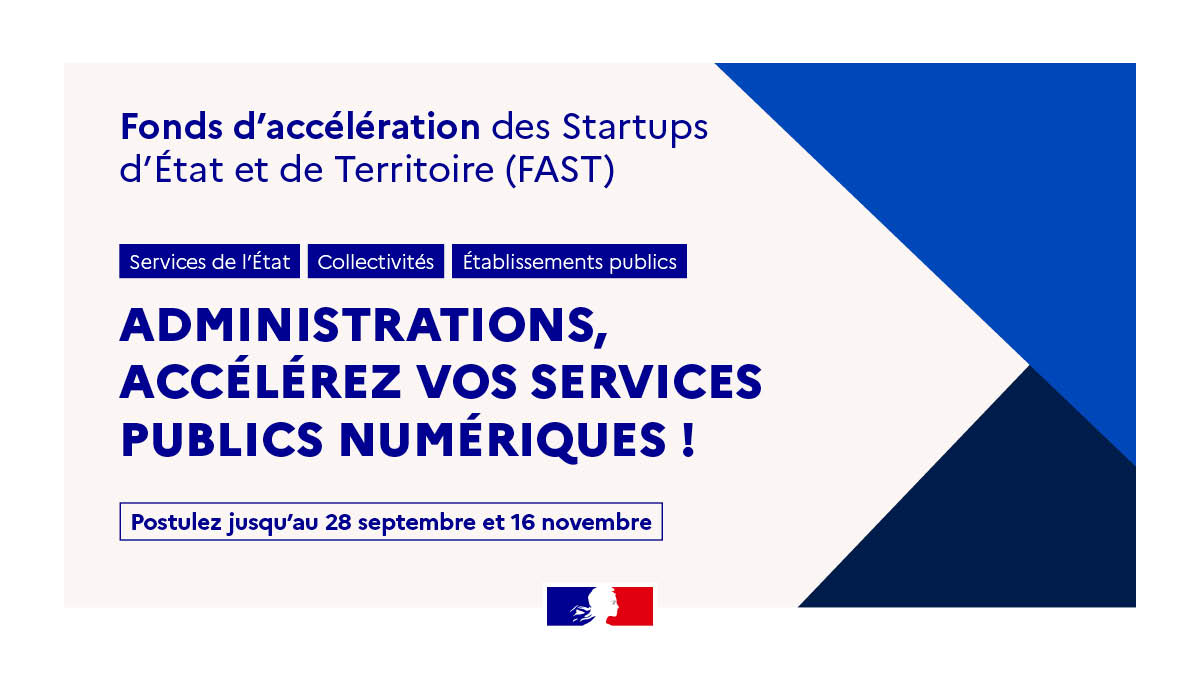 Fonds d’accélération des Startups
d’État et de Territoire (FAST)
Services de l’État Collectivités Établissements publics
ADMINISTRATIONS,
ACCÉLÉREZ VOS SERVICES
PUBLICS NUMÉRIQUES !
Postulez jusqu’au 28 septembre et 16 novembre